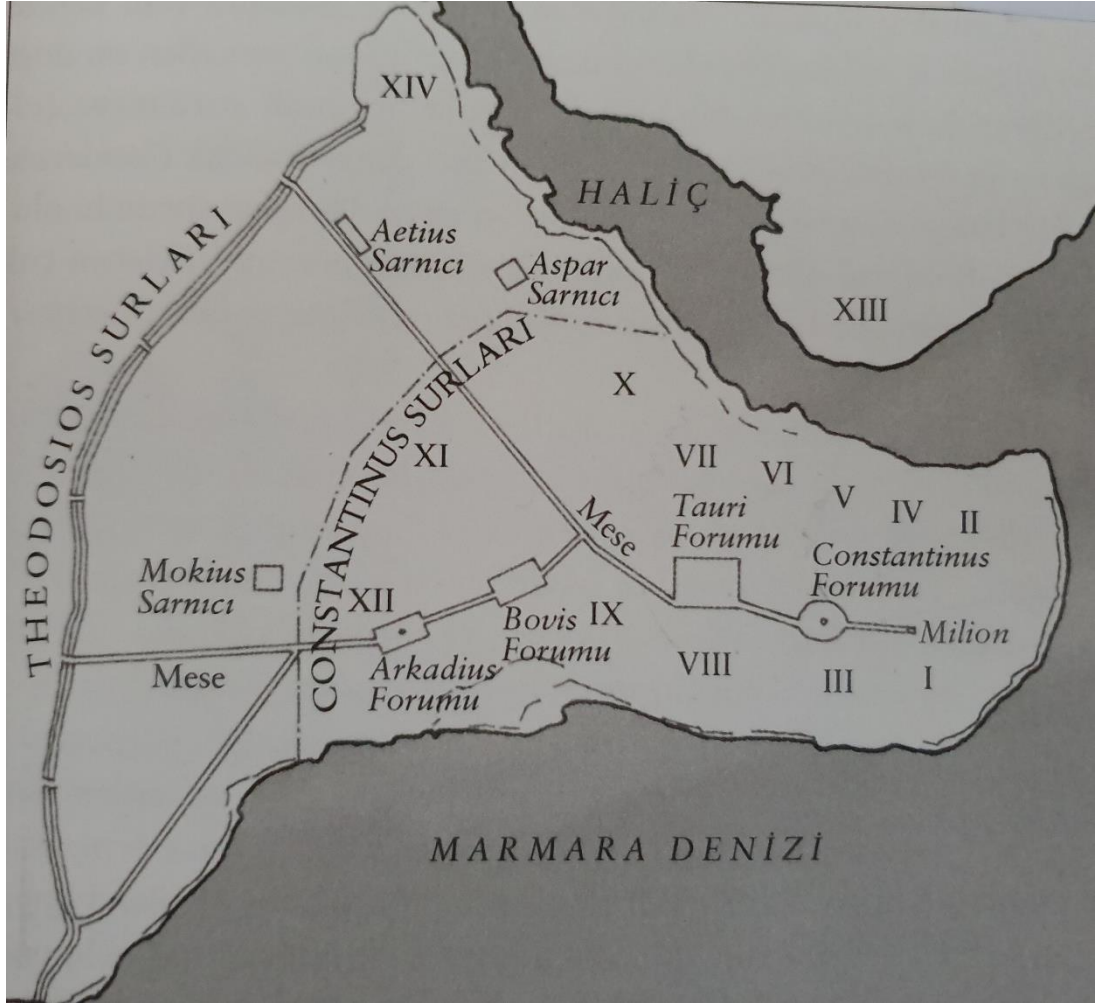 XIV
HALİÇ
Aetius
Sarnıcı
Aspar
Sarnıcı
XIII
THEODOSIOS SURLARI
CONSTANTINUS SURLARI
X
XI
VII
VI
V
IV
II
Mese
Tauri
Forumu
Constantinus
Forumu
Mokius
Sarnıcı
XII
Bovis
Forumu
IX
Milion
Mese
Arkadius
Forumu
VIII
III
I
MARMARA DENİZİ